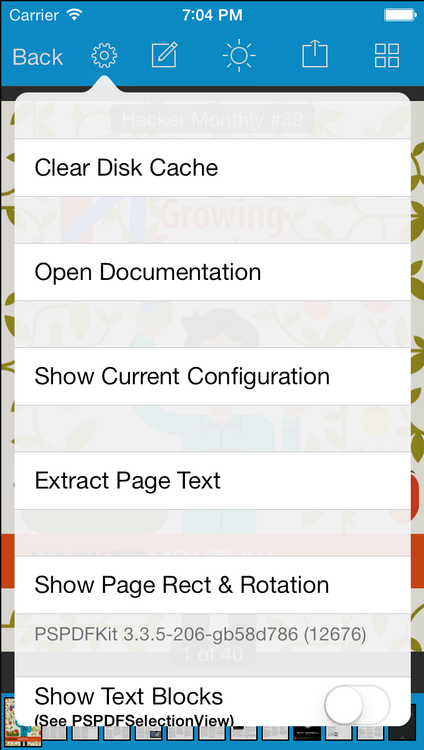 Carrier 7:04 PM
Back
Hacker Monthly #39
Clear Disk Cache
Growing
Open Documentation
Show Current Configuration
Extract Page Text
HACKER MONTHLY
Show Page Rect & Rotation
PSPDFKit 3.3.5-206-gb58d786 (12676)
1 of 40
Show Text Blocks
(See PSPDFSelectionView)